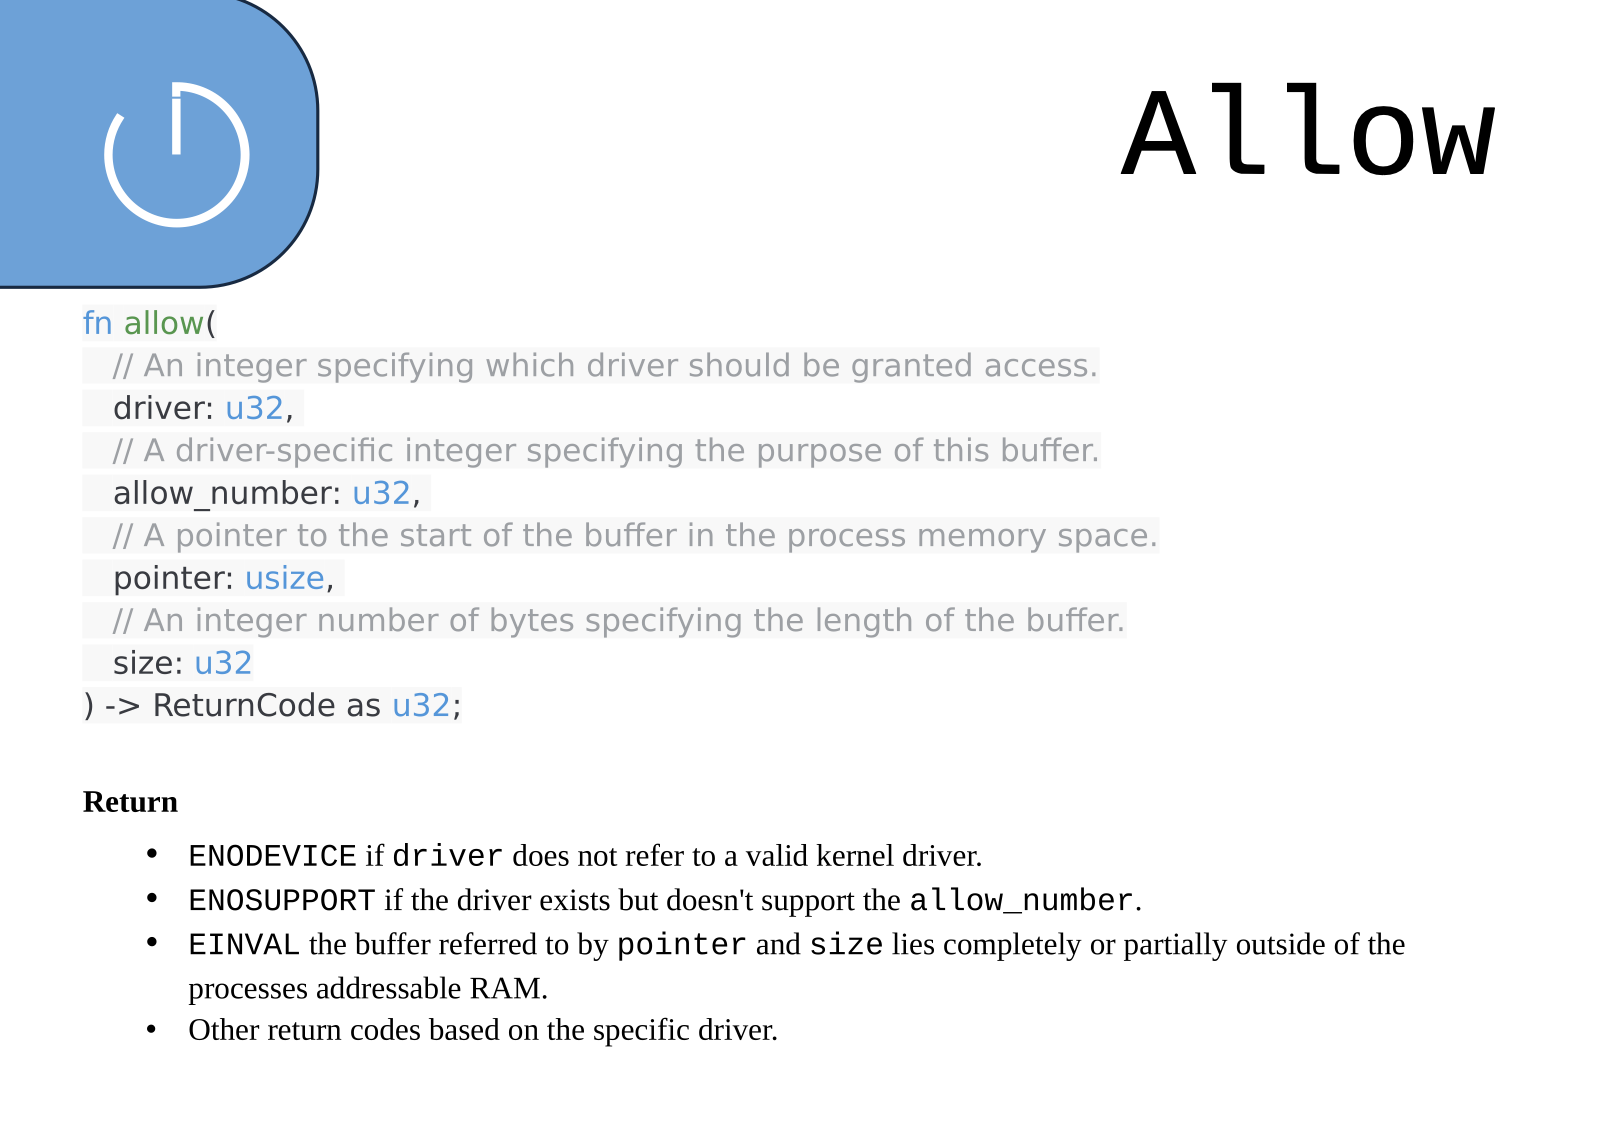 Allow
fn allow(
// An integer specifying which driver should be granted access.
driver: u32,
// A driver-specific integer specifying the purpose of this buffer.
allow_number: u32,
// A pointer to the start of the buffer in the process memory space.
pointer: usize,
// An integer number of bytes specifying the length of the buffer.
size: u32
) -> ReturnCode as u32;
Return
• ENODEVICE if driver does not refer to a valid kernel driver.
• ENOSUPPORT if the driver exists but doesn't support the allow_number.
• EINVAL the buffer referred to by pointer and size lies completely or partially outside of the
processes addressable RAM.
• Other return codes based on the specific driver.